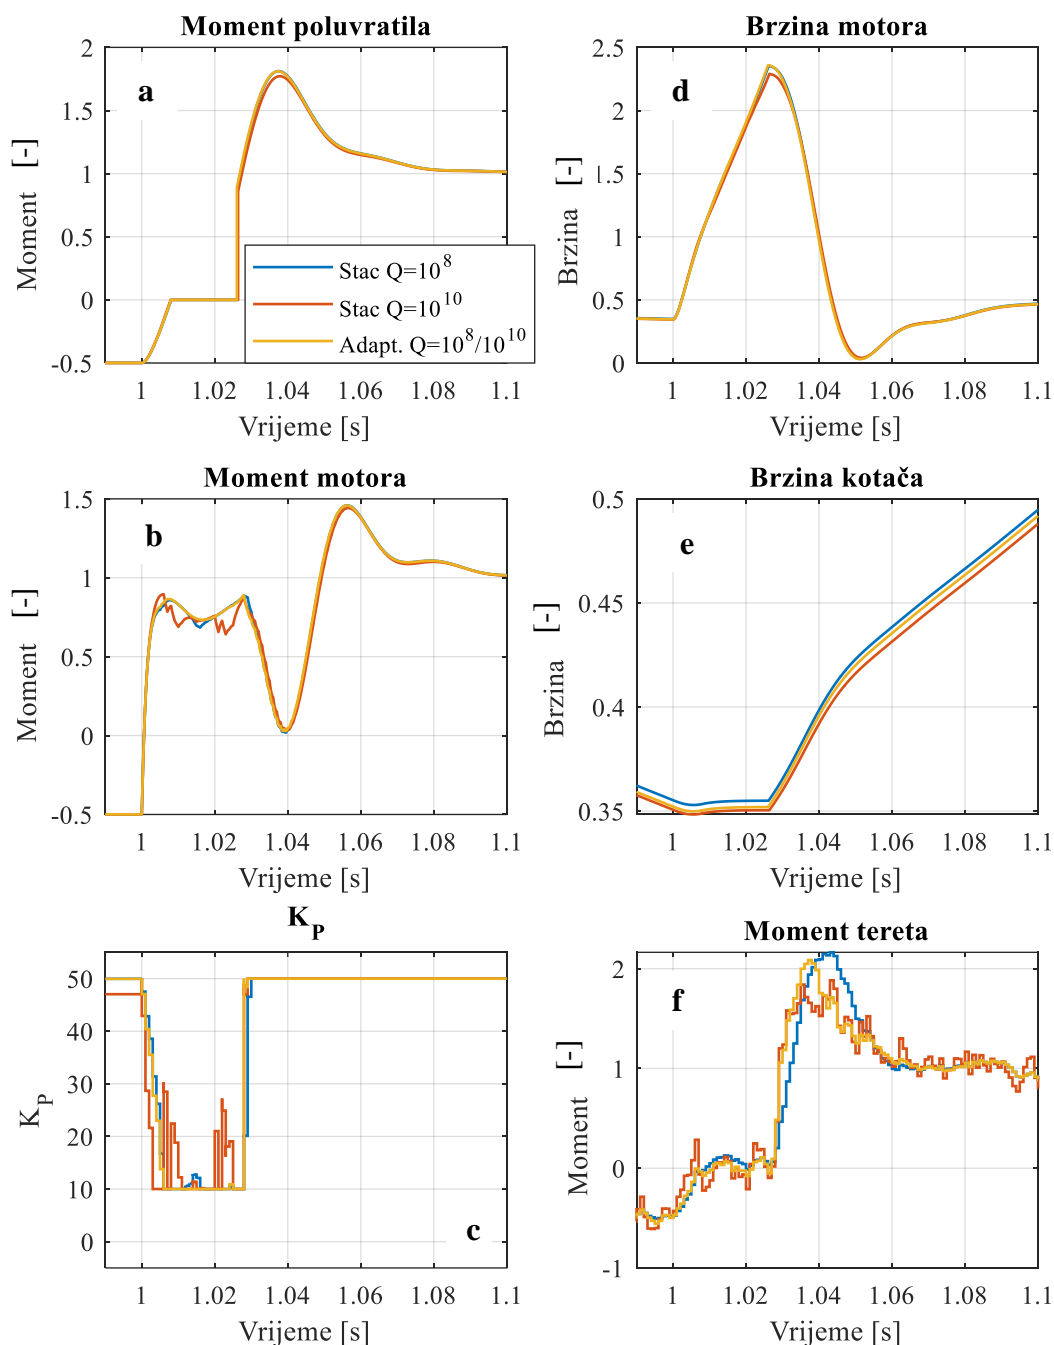 Moment poluvratila
a
Moment [-]
2
1.5
1
0.5
0
-0.5
Stac Q=10^8
Stac Q=10^10
Adapt. Q=10^8/10^10
1 1.02 1.04 1.06 1.08 1.1
Vrijeme [s]
Brzina motora
d
Brzina [-]
2.5
2
1.5
1
0.5
0
1 1.02 1.04 1.06 1.08 1.1
Vrijeme [s]
Moment motora
b
Moment [-]
1.5
1
0.5
0
-0.5
1 1.02 1.04 1.06 1.08 1.1
Vrijeme [s]
Brzina kotača
e
Brzina [-]
0.5
0.45
0.4
0.35
1 1.02 1.04 1.06 1.08 1.1
Vrijeme [s]
K_P
c
K_P
50
40
30
20
10
0
1 1.02 1.04 1.06 1.08 1.1
Vrijeme [s]
Moment tereta
f
Moment [-]
2
1
0
-1
1 1.02 1.04 1.06 1.08 1.1
Vrijeme [s]